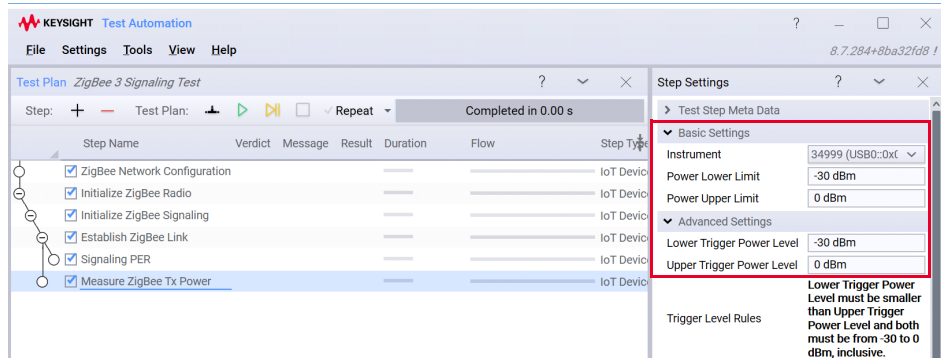 KEYSIGHT Test Automation
?
File Settings Tools View Help
8.7.284+8ba32fd8 !
Test Plan ZigBee 3 Signaling Test
?
Step: Test Plan: Repeat Completed in 0.00 s
Step Name Verdict Message Result Duration Flow Step Type
ZigBee Network Configuration IoT Devic
Initialize ZigBee Radio IoT Devic
Initialize ZigBee Signaling IoT Devic
Establish ZigBee Link IoT Devic
Signaling PER IoT Devic
Measure ZigBee Tx Power IoT Devic
Step Settings ?
Test Step Meta Data
Basic Settings
Instrument 34999 (USB0::0x(
Power Lower Limit -30 dBm
Power Upper Limit 0 dBm
Advanced Settings
Lower Trigger Power Level -30 dBm
Upper Trigger Power Level 0 dBm
Trigger Level Rules
Lower Trigger Power
Level must be smaller
than Upper Trigger
Power Level and both
must be from -30 to 0
dBm, inclusive.